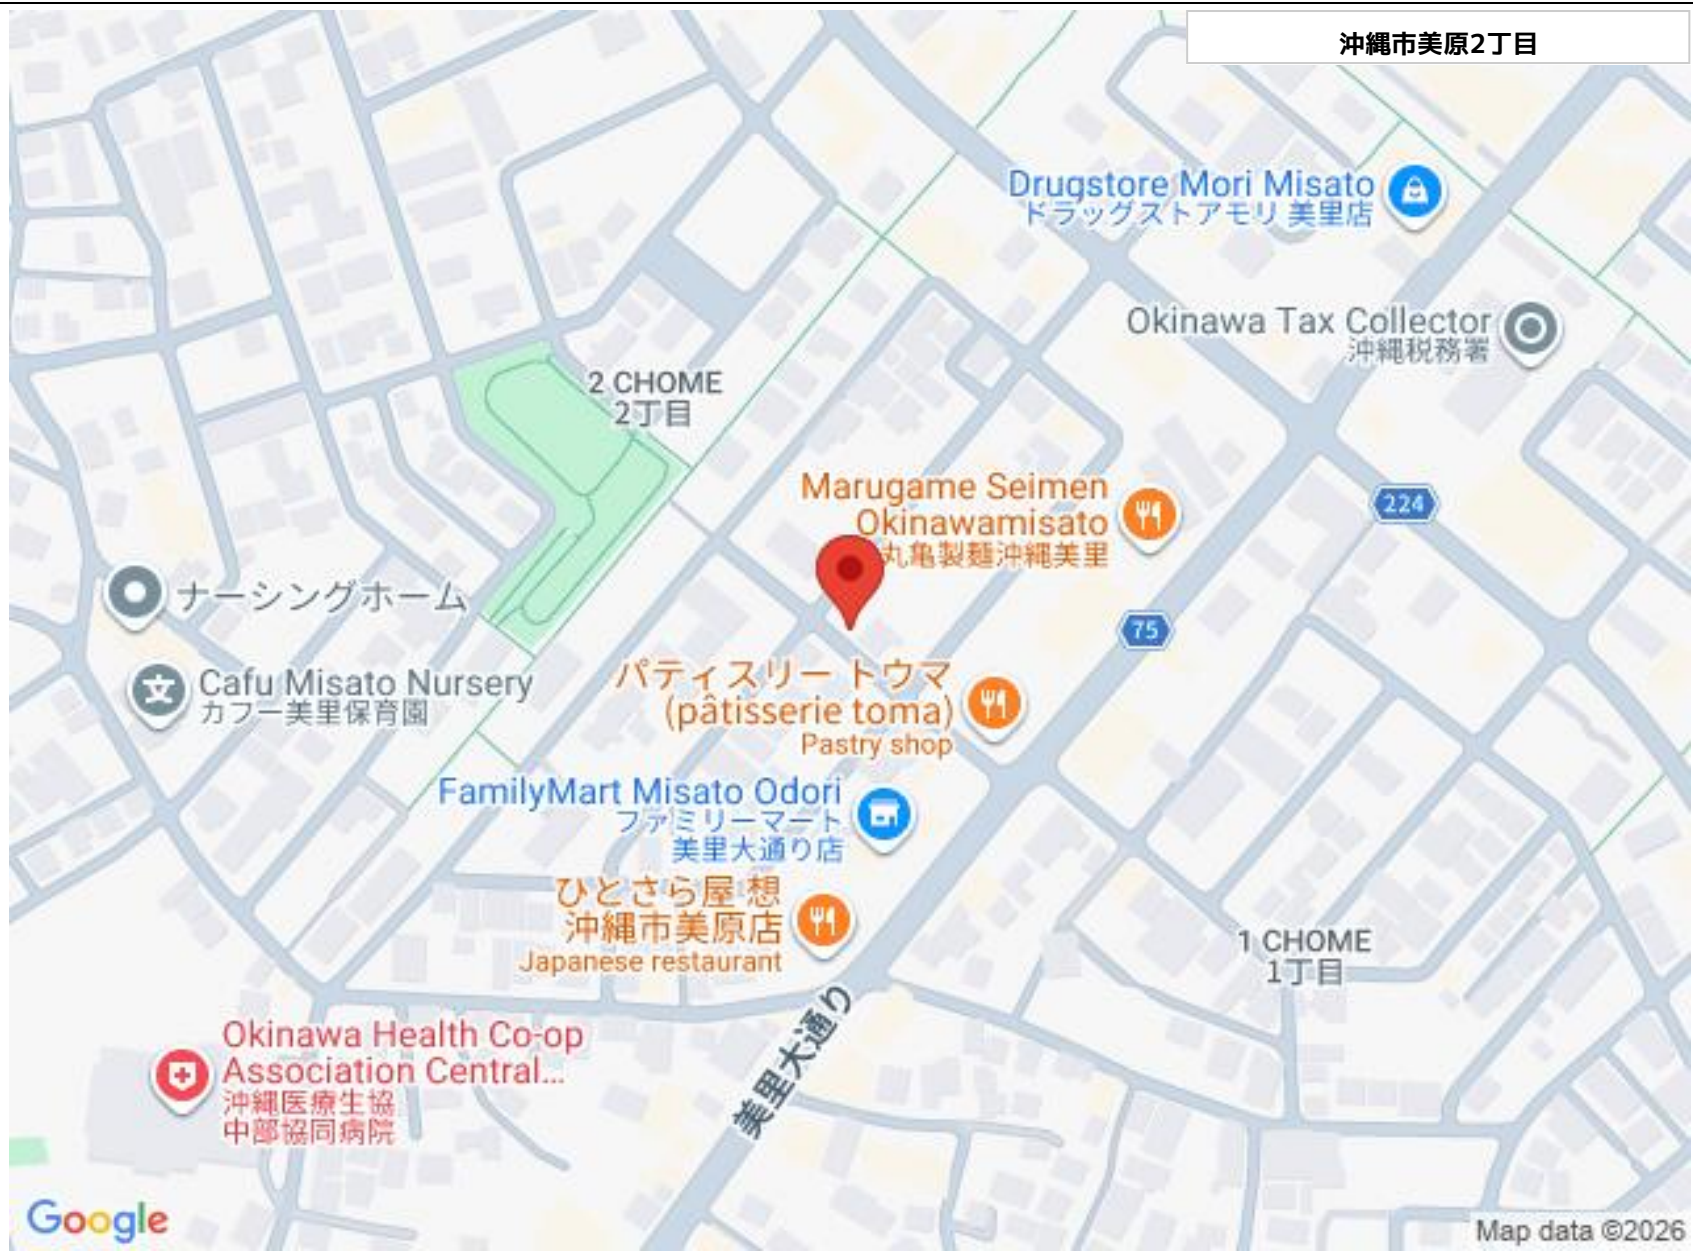 沖縄市美原2丁目
Drugstore Mori Misato
ドラッグストアモリ 美里店
Okinawa Tax Collector
沖縄税務署
2 CHOME
2丁目
Marugame Seimen
Okinawamisato
丸亀製麺沖縄美里
224
75
ナーシングホーム
Cafu Misato Nursery
カフー美里保育園
パティスリー トウマ
(pâtisserie toma)
Pastry shop
FamilyMart Misato Odori
ファミリーマート
美里大通り店
ひとさら屋 想
沖縄市美原店
Japanese restaurant
1 CHOME
1丁目
美里大通り
Okinawa Health Co-op
Association Central...
沖縄医療生協
中部協同病院
Google
Map data ©2026